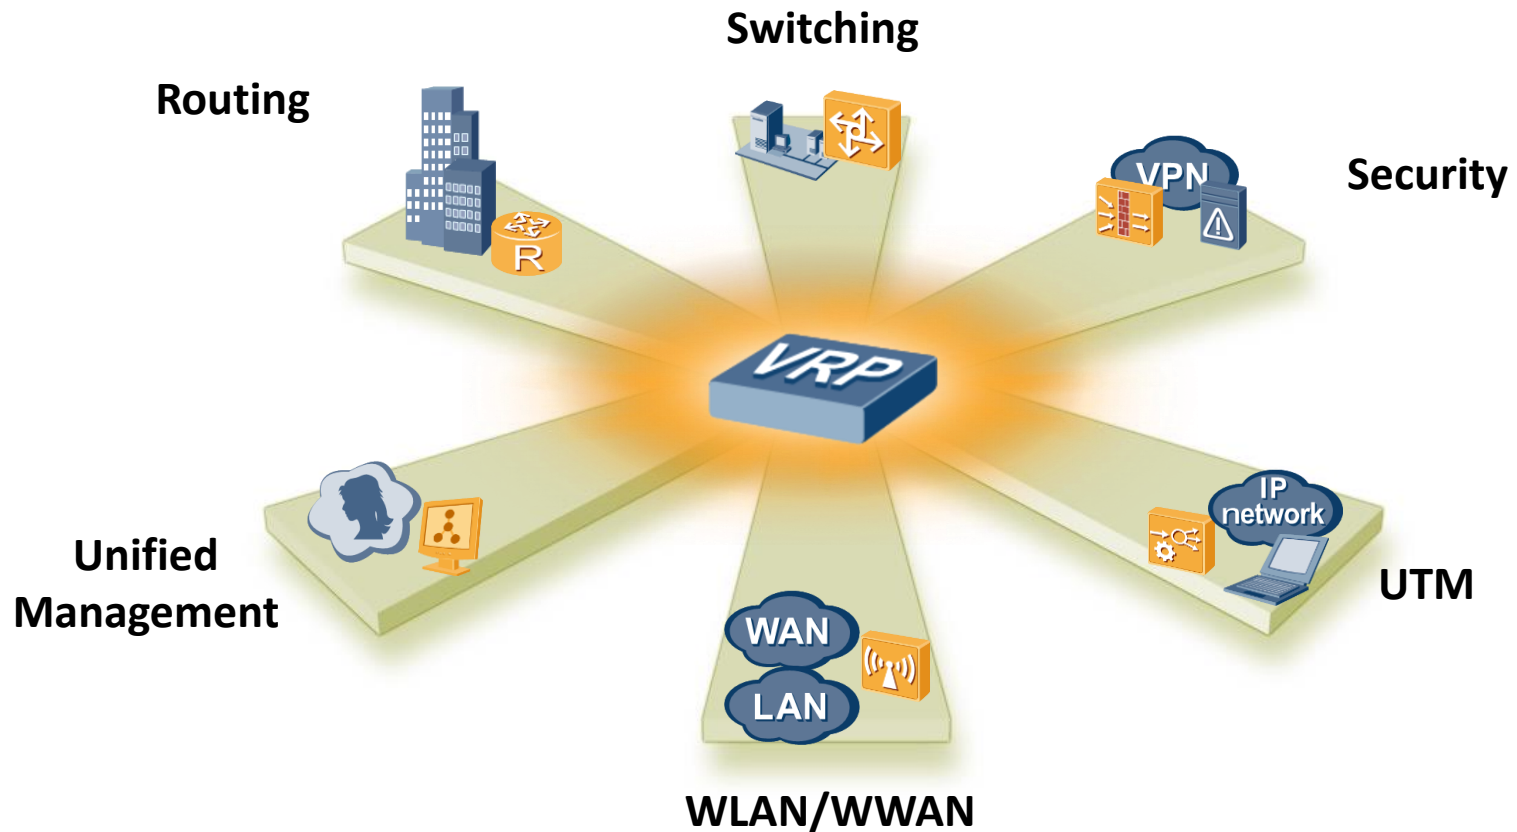 Switching
Routing
VPN
Security
R
VRP
IP
network
Unified
Management
UTM
WAN
LAN
WLAN/WWAN